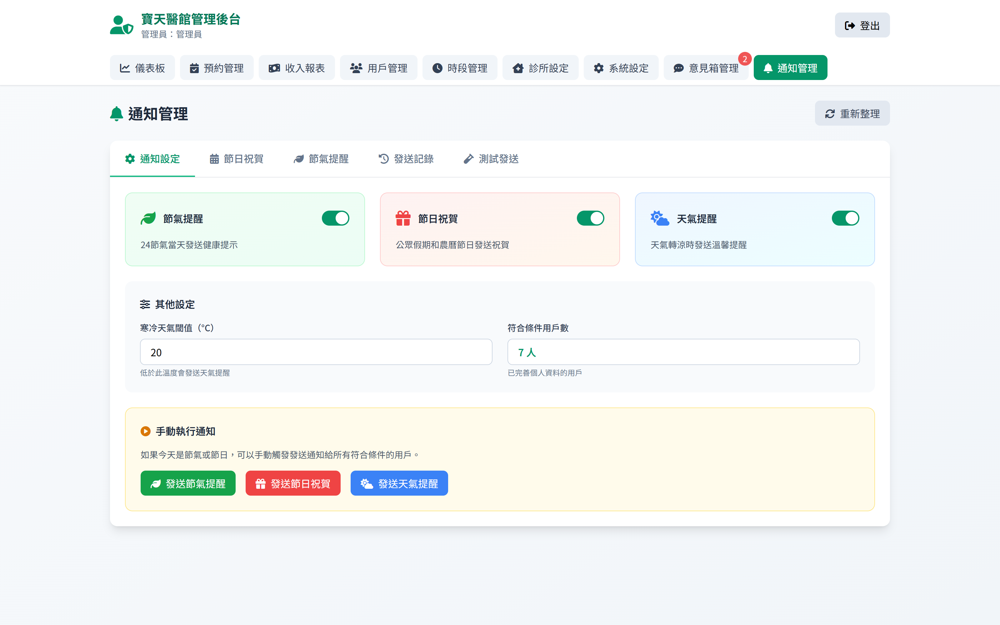 寶天醫館管理後台
管理員：管理員
登出
儀表板 預約管理 收入報表 用戶管理 時段管理 診所設定 系統設定 意見箱管理 2 通知管理
通知管理
重新整理
通知設定 節日祝賀 節氣提醒 發送記錄 測試發送
節氣提醒
24節氣當天發送健康提示
節日祝賀
公眾假期和農曆節日發送祝賀
天氣提醒
天氣轉涼時發送溫馨提醒
其他設定
寒冷天氣閾值（°C）
20
低於此溫度會發送天氣提醒
符合條件用戶數
7 人
已完善個人資料的用戶
手動執行通知
如果今天是節氣或節日，可以手動觸發發送通知給所有符合條件的用戶。
發送節氣提醒 發送節日祝賀 發送天氣提醒